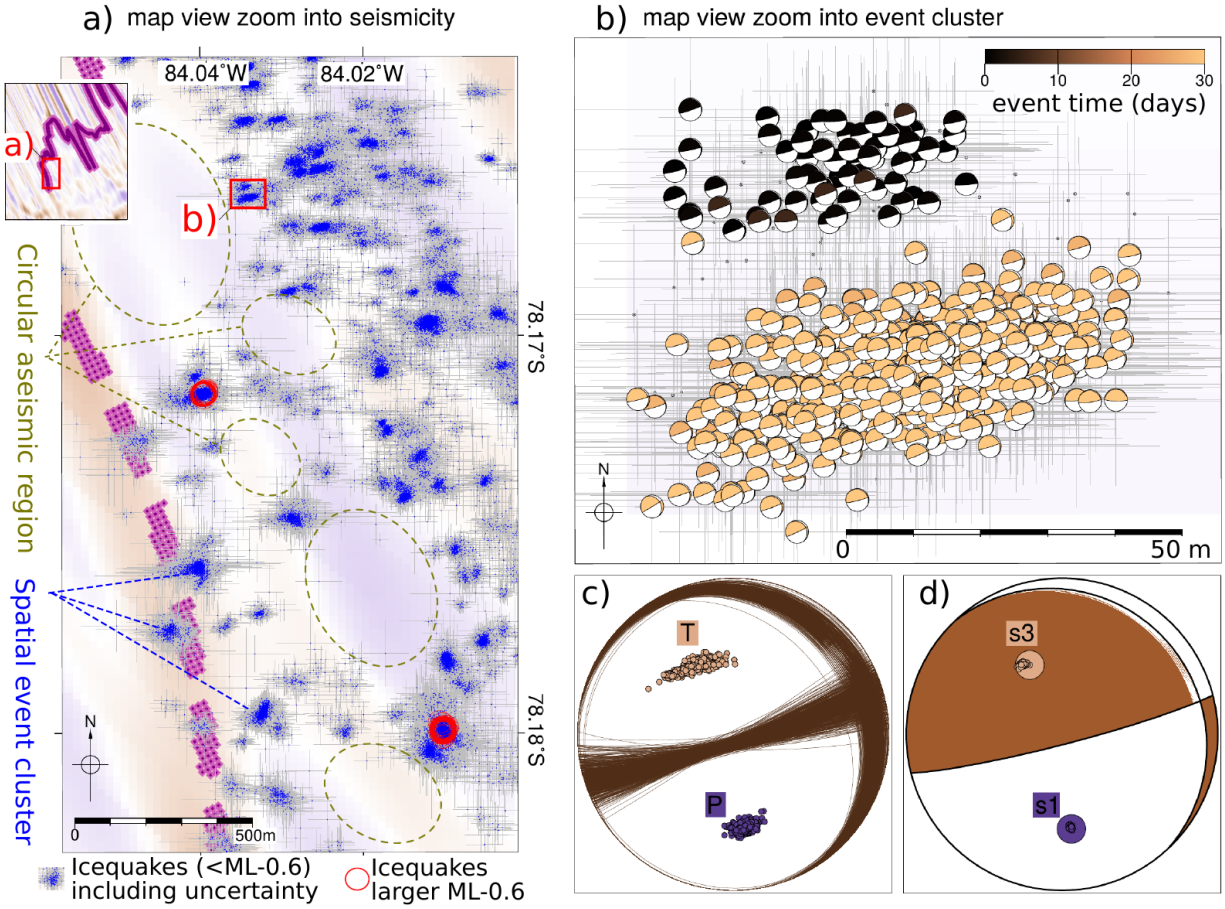 a) map view zoom into seismicity
84.04°W
84.02°W
a)
b)
Circular aseismic region
Spatial event cluster
78.17°S
78.18°S
N
0
500m
Icequakes (<ML-0.6)
including uncertainty
Icequakes
larger ML-0.6
b) map view zoom into event cluster
0 10 20 30
event time (days)
N
0
50 m
c)
T
P
d)
s3
s1